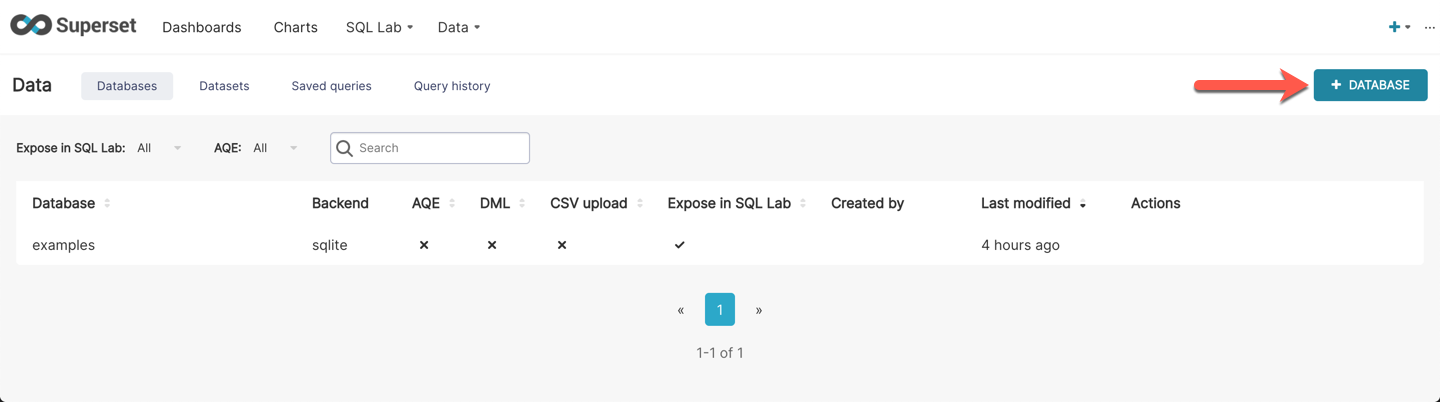 Superset Dashboards Charts SQL Lab Data + ...
Data Databases Datasets Saved queries Query history + DATABASE
Expose in SQL Lab: All AQE: All Search
Database Backend AQE DML CSV upload Expose in SQL Lab Created by Last modified Actions
examples sqlite × × × ✓ 4 hours ago
« 1 »
1-1 of 1